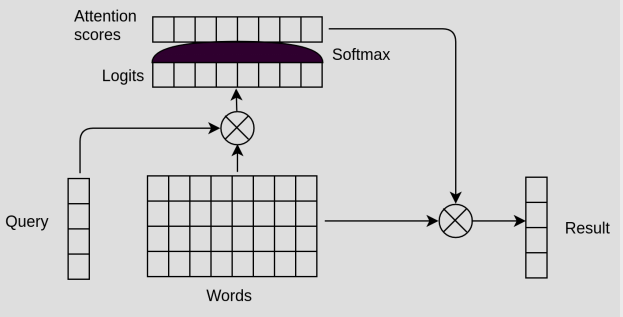 Attention
scores
Softmax
Logits
Query
Words
Result